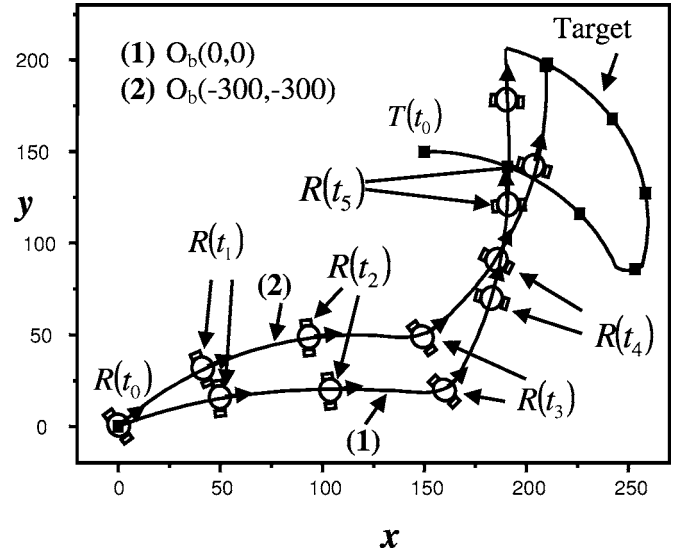 (1) O_b(0,0)
(2) O_b(-300,-300)
Target
T(t_0)
R(t_5)
R(t_1)
R(t_2)
(2)
R(t_4)
R(t_0)
R(t_3)
(1)
y
200
150
100
50
0
0
50
100
150
200
250
x